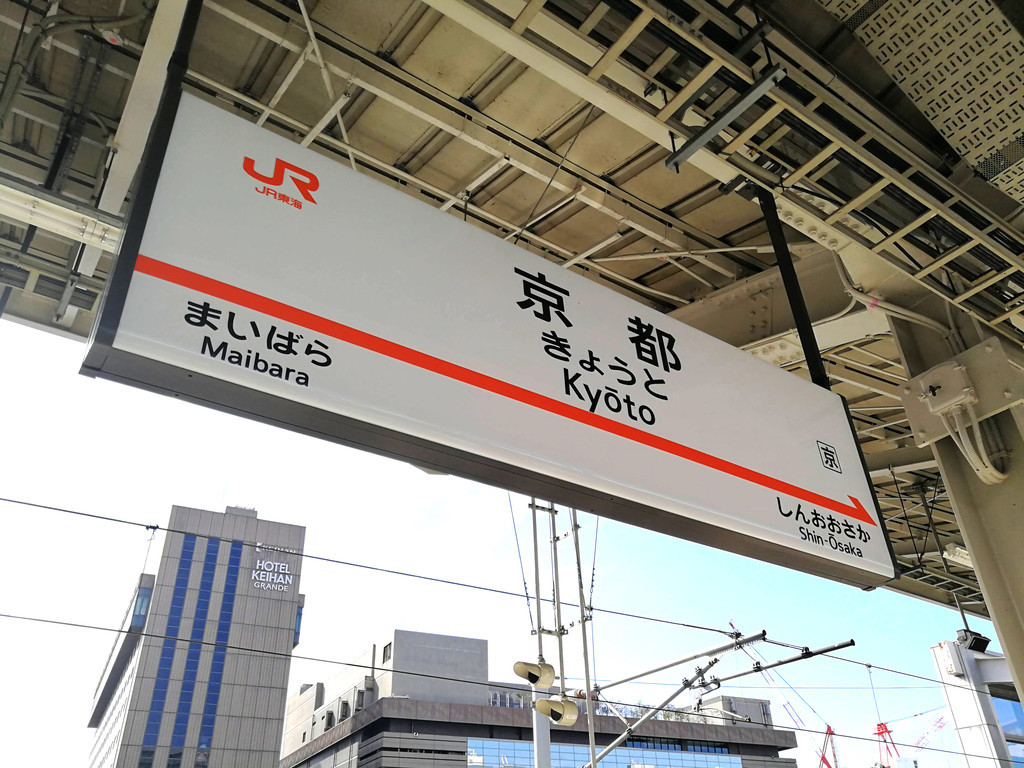 JR
JR東海
京都
きょうと
Kyōto
まいばら
Maibara
京
しんおおさか
Shin-Ōsaka
HOTEL
KEIHAN
GRANDE